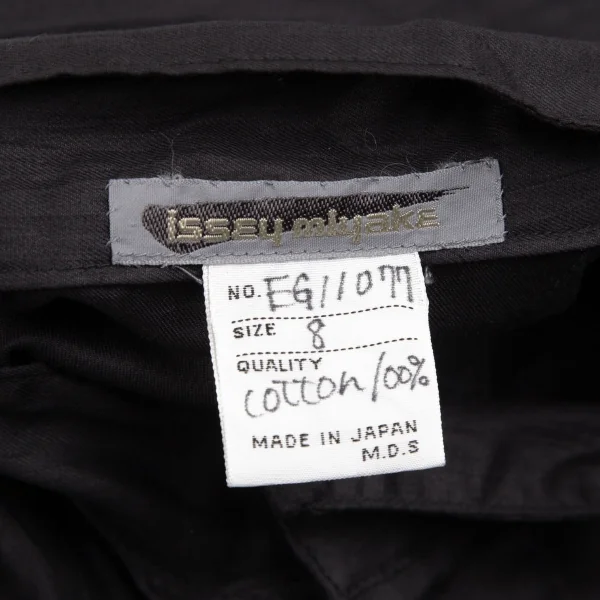 issey miyake
NO. EG11077
SIZE 8
QUALITY
cotton 100%
MADE IN JAPAN
M.D.S